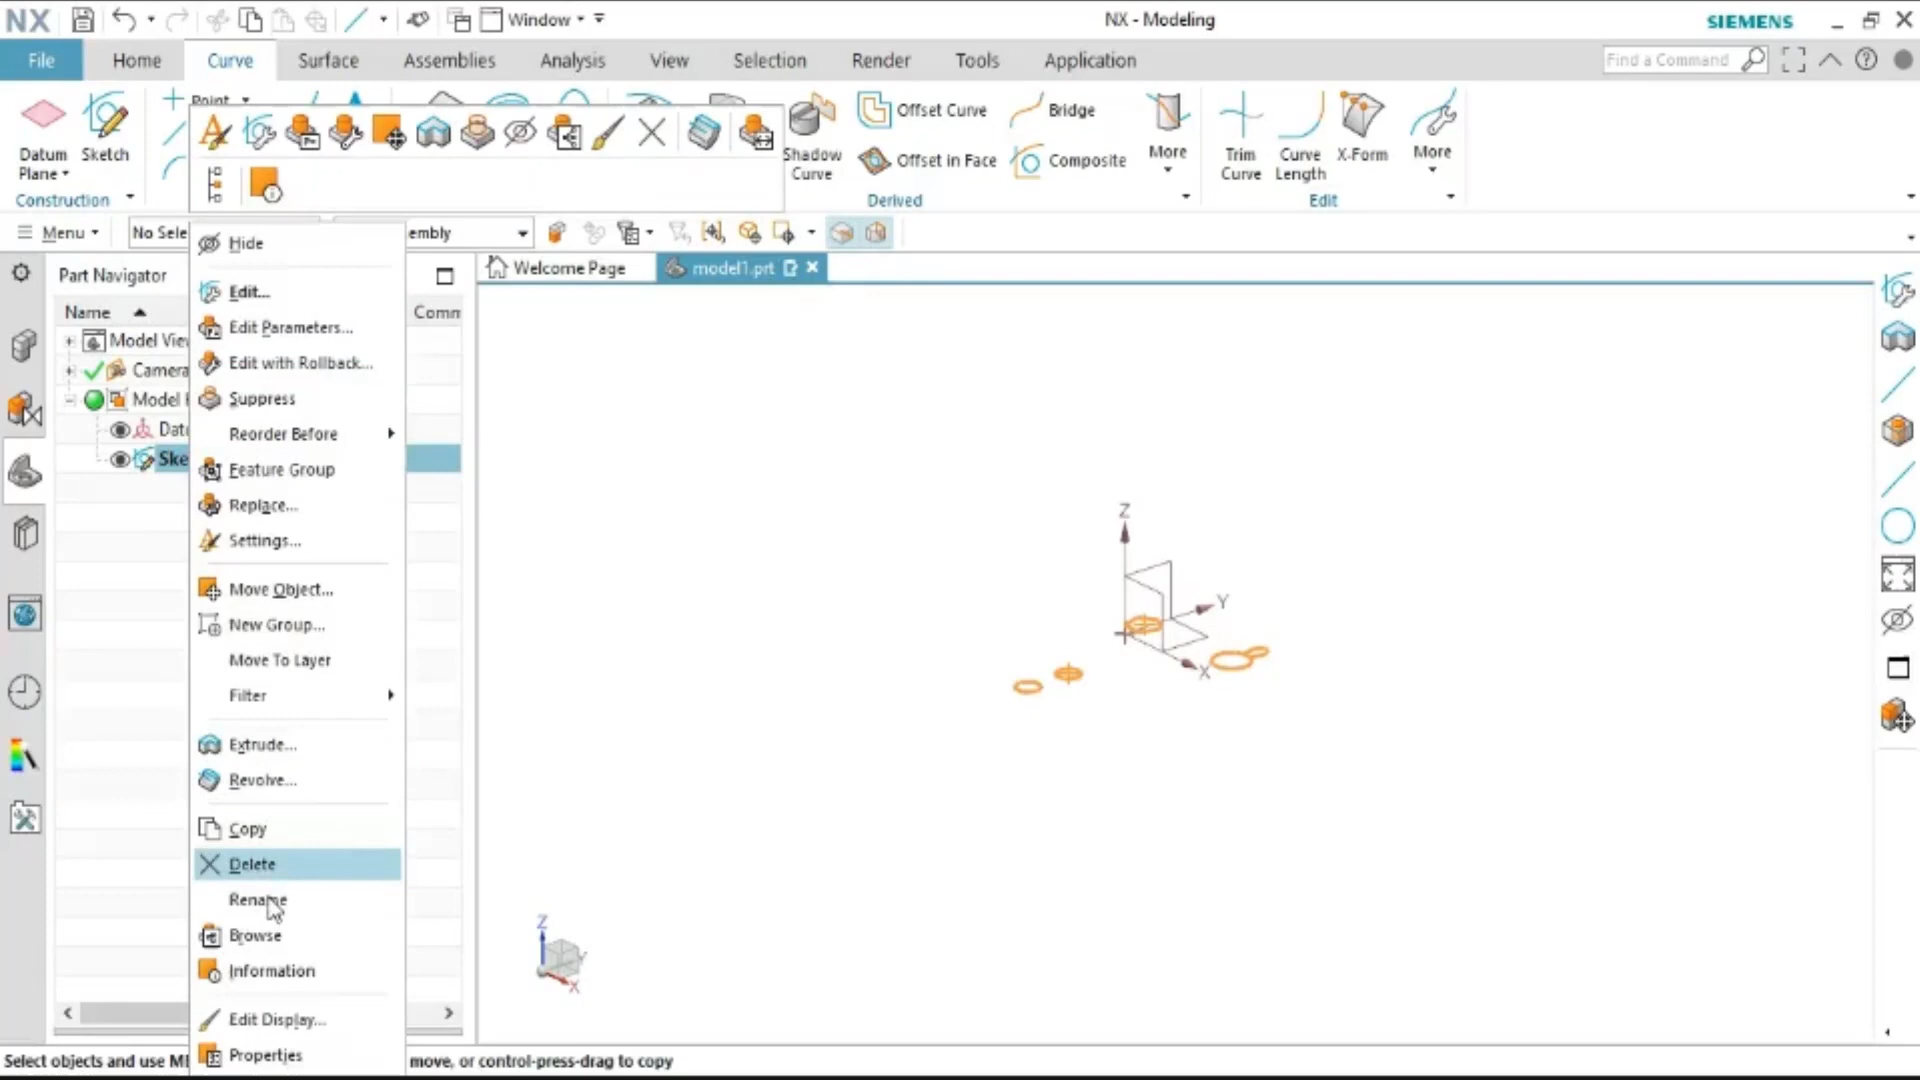 NX
Window
NX - Modeling
SIEMENS
File
Home
Curve
Surface
Assemblies
Analysis
View
Selection
Render
Tools
Application
Find a Command
Point
Datum
Plane
Sketch
Construction
Shadow
Curve
Offset Curve
Offset in Face
Bridge
Composite
More
Derived
Trim
Curve
Curve
Length
X-Form
More
Edit
Menu
No Sele
embly
Part Navigator
Name
Comm
Model Vie
Camera
Model
Dat
Ske
Hide
Edit...
Edit Parameters...
Edit with Rollback...
Suppress
Reorder Before
Feature Group
Replace...
Settings...
Move Object...
New Group...
Move To Layer
Filter
Extrude...
Revolve...
Copy
Delete
Rename
Browse
Information
Edit Display...
Properties
Welcome Page
model1.prt
Z
Y
X
Z
Y
X
Select objects and use M
move, or control-press-drag to copy